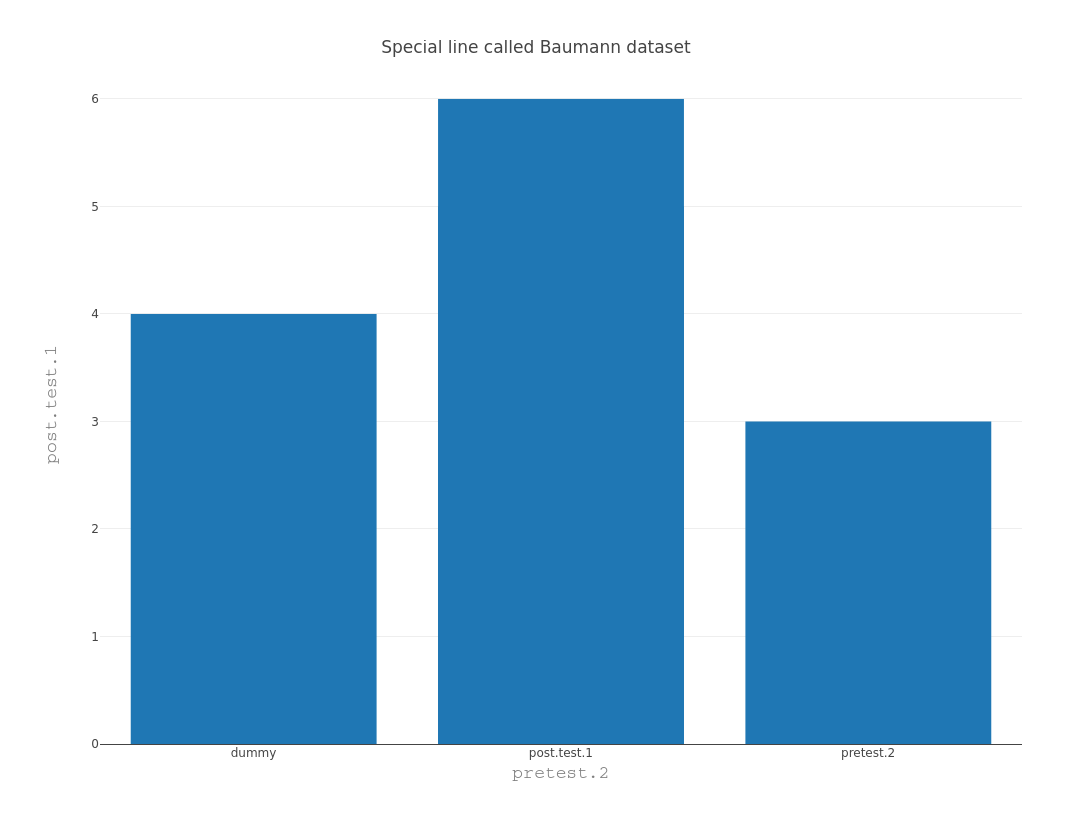 Special line called Baumann dataset
6
5
4
3
2
1
0
post.test.1
dummy
post.test.1
pretest.2
pretest.2